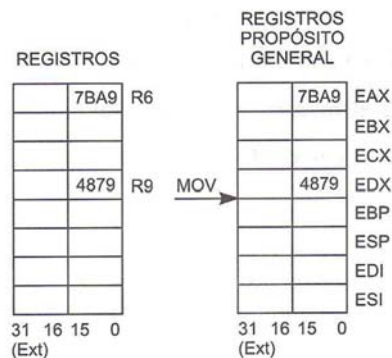 REGISTROS
7BA9 R6
4879 R9
31 16 15 0
(Ext)
MOV
REGISTROS
PROPÓSITO
GENERAL
7BA9 EAX
EBX
ECX
4879 EDX
EBP
ESP
EDI
ESI
31 16 15 0
(Ext)